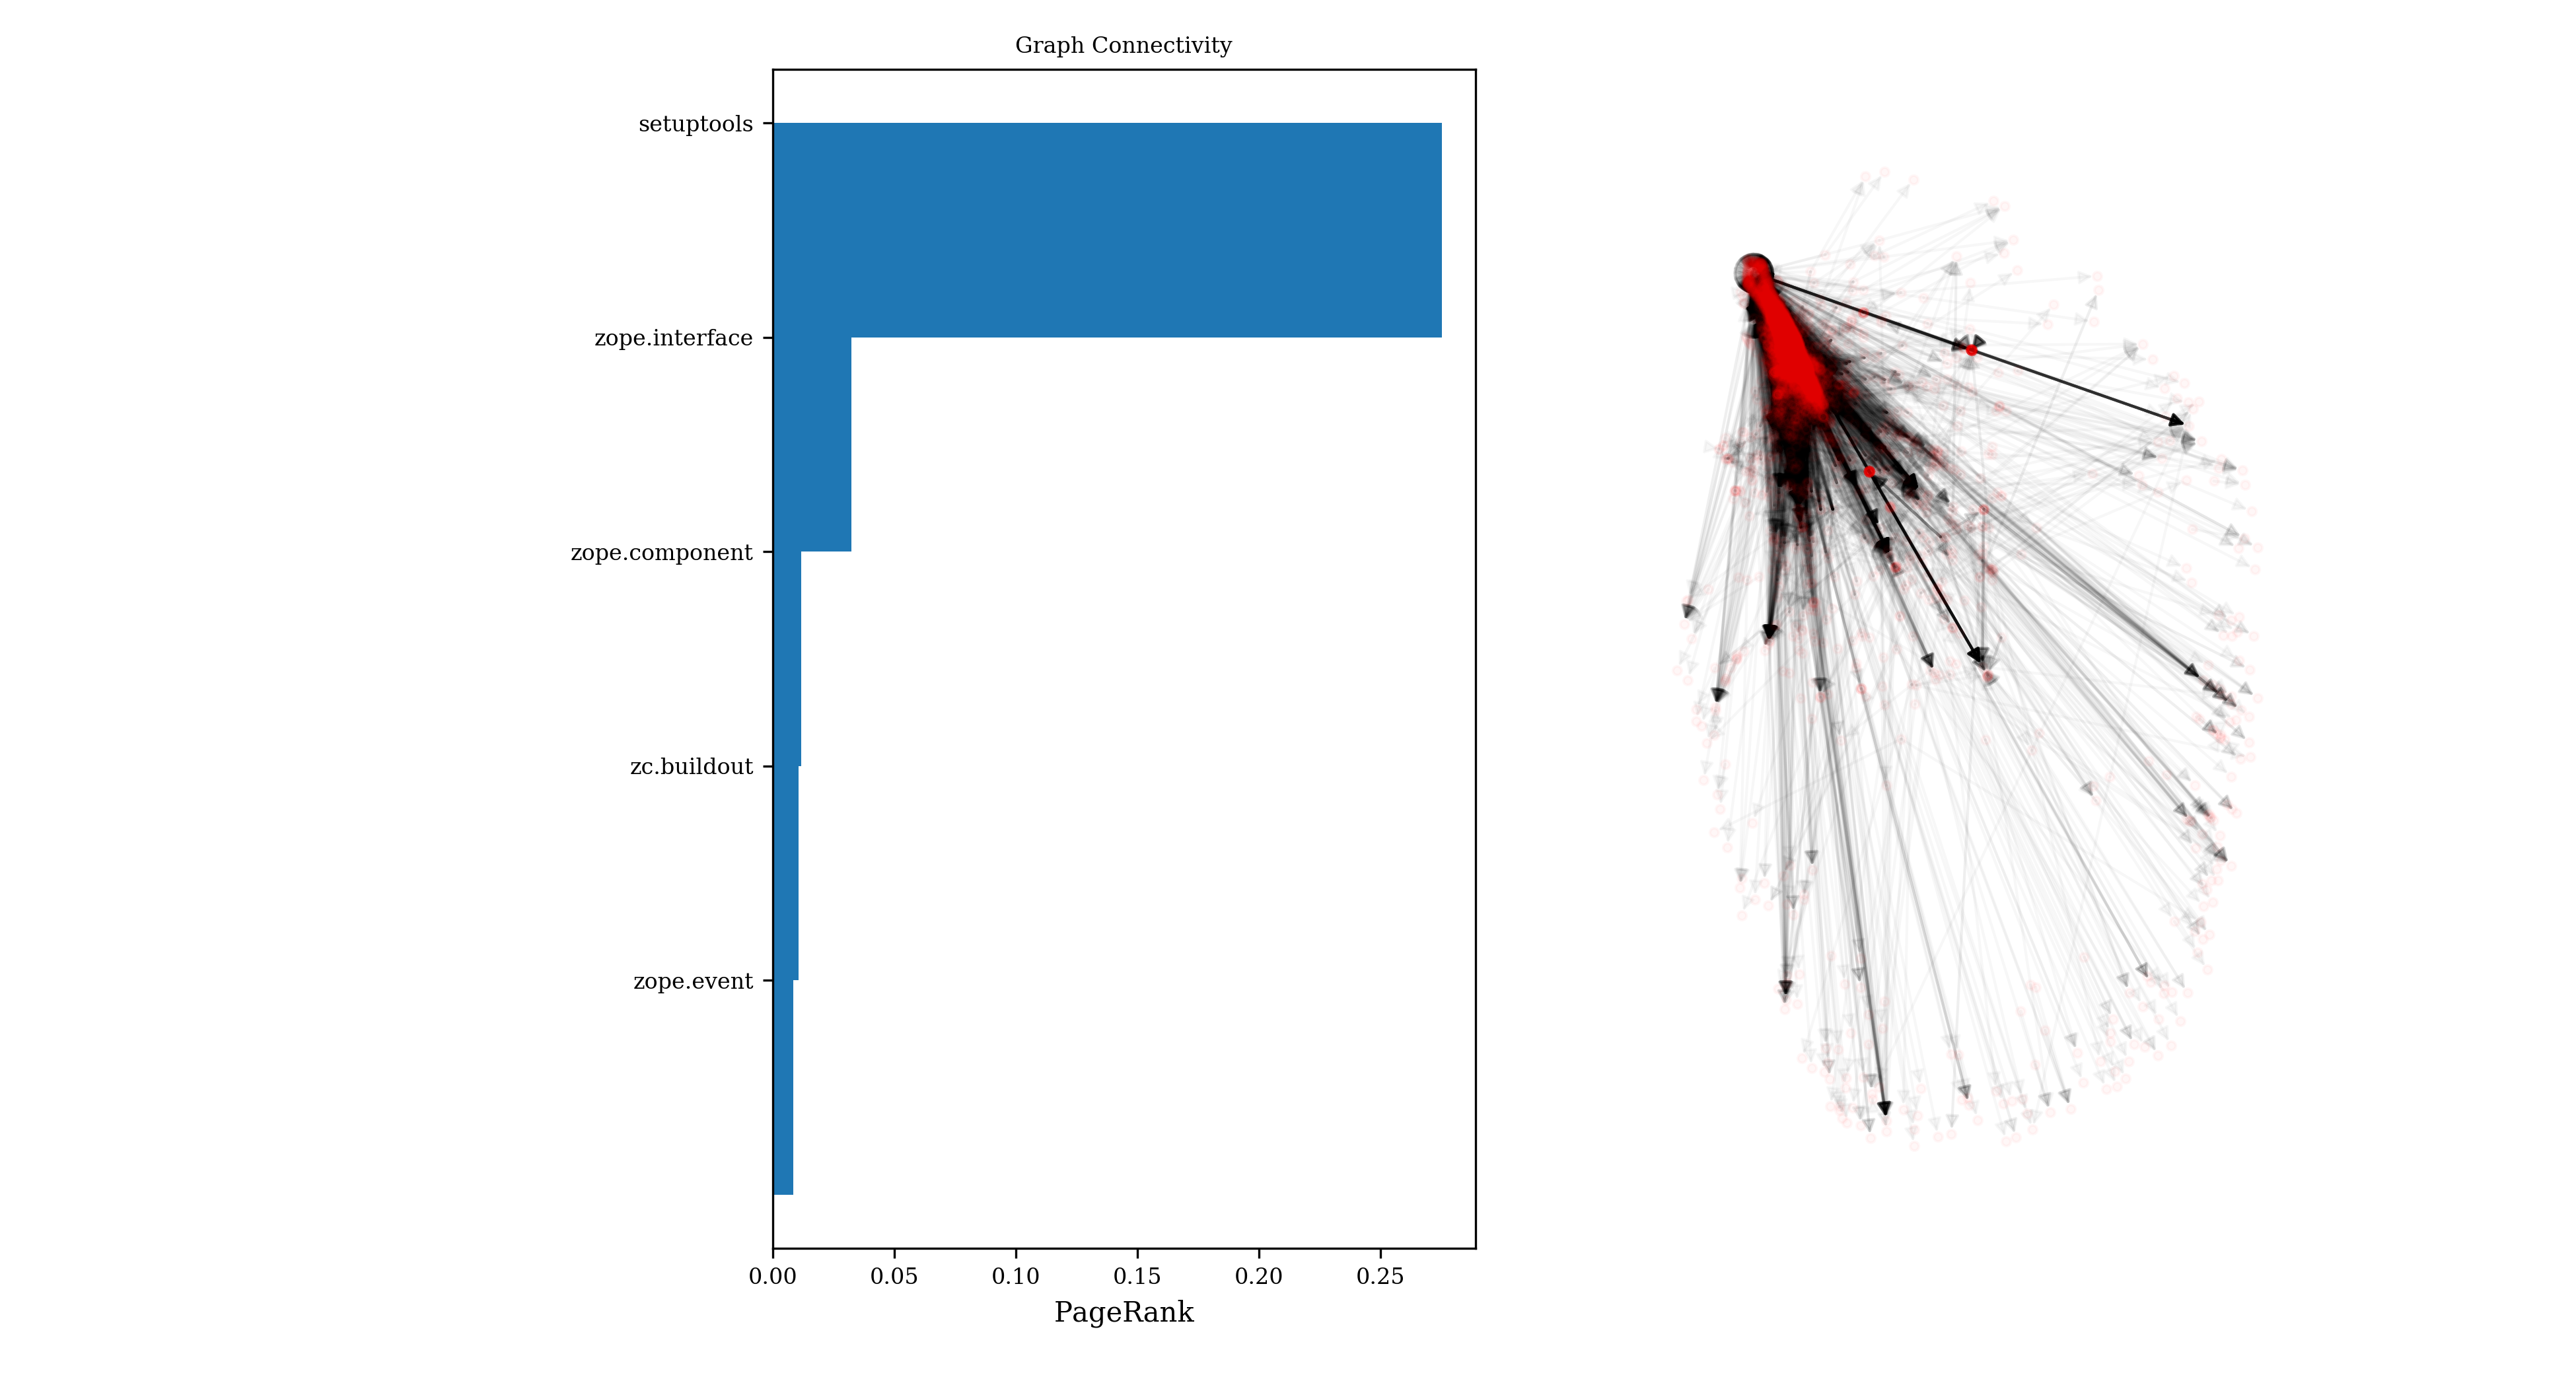 Graph Connectivity
setuptools
zope.interface
zope.component
zc.buildout
zope.event
0.00 0.05 0.10 0.15 0.20 0.25
PageRank